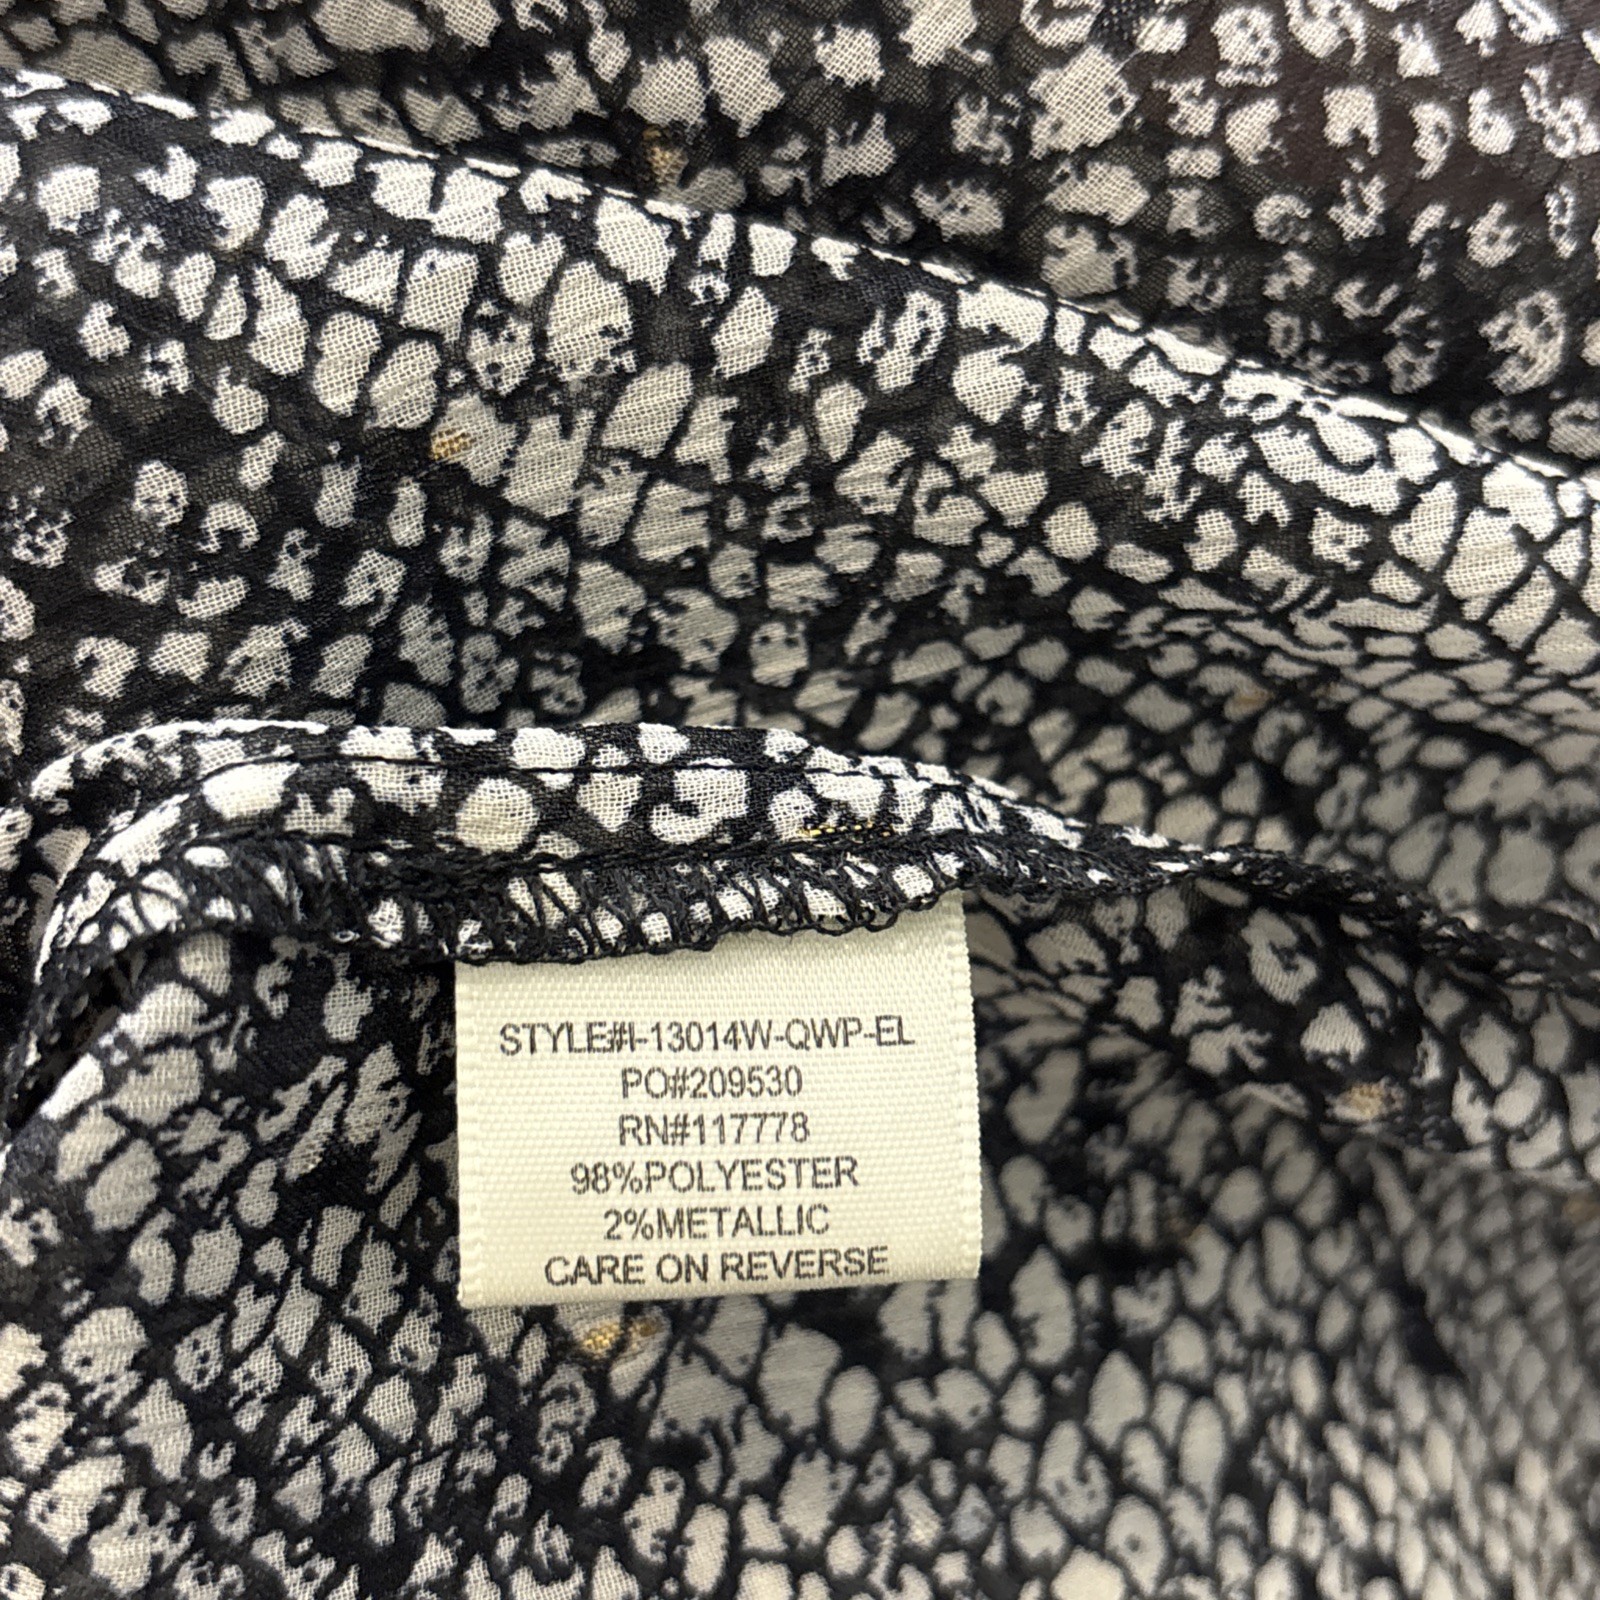 STYLE#I-13014W-QWP-EL
PO#209530
RN#117778
98%POLYESTER
2%METALLIC
CARE ON REVERSE